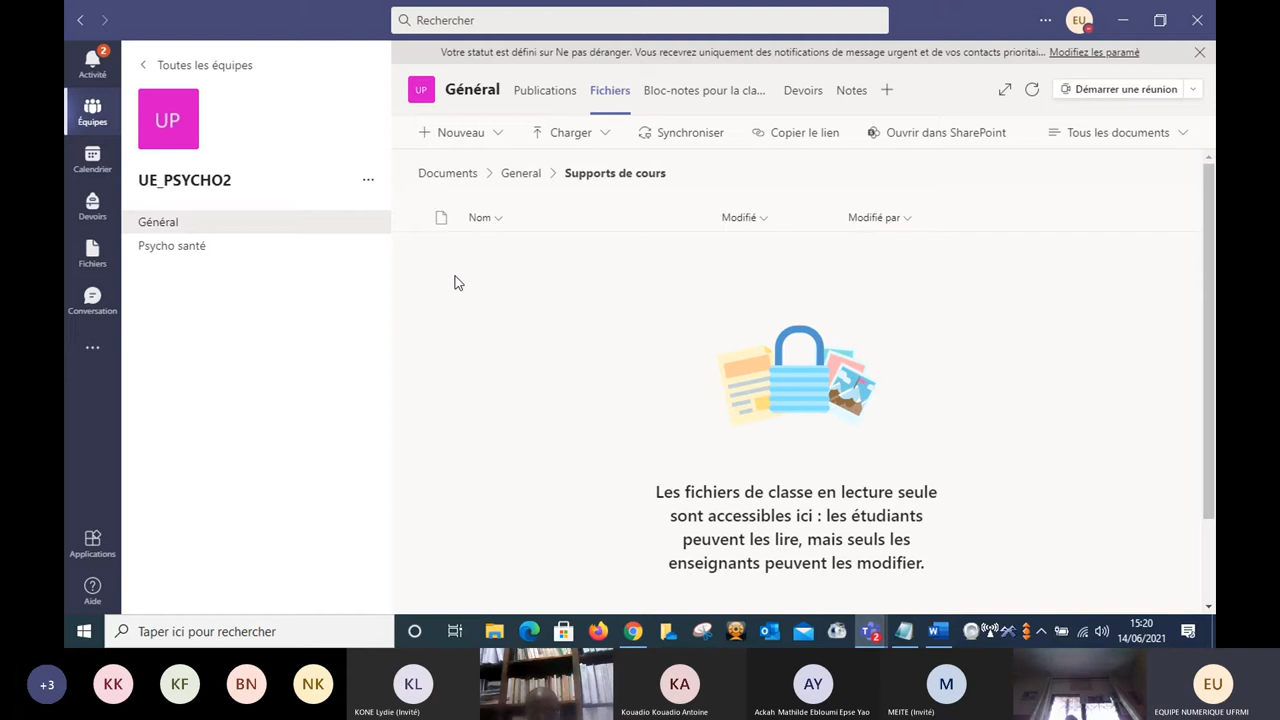 Rechercher
EU
Votre statut est défini sur Ne pas déranger. Vous recevrez uniquement des notifications de message urgent et de vos contacts prioritai... Modifiez les paramè
2
Activité
Équipes
Calendrier
Devoirs
Fichiers
Conversation
Applications
Aide
Toutes les équipes
UP
UE_PSYCHO2
Général
Psycho santé
UP
Général
Publications
Fichiers
Bloc-notes pour la cla...
Devoirs
Notes
Démarrer une réunion
Nouveau
Charger
Synchroniser
Copier le lien
Ouvrir dans SharePoint
Tous les documents
Documents
General
Supports de cours
Nom
Modifié
Modifié par
Les fichiers de classe en lecture seule
sont accessibles ici : les étudiants
peuvent les lire, mais seuls les
enseignants peuvent les modifier.
Taper ici pour rechercher
2
15:20
14/06/2021
+3
KK
KF
BN
NK
KL
KONE Lydie (Invité)
KA
Kouadio Kouadio Antoine
AY
Ackah Mathilde Ebloumi Epse Yao
M
MEITE (Invité)
EU
EQUIPE NUMERIQUE UFRMI